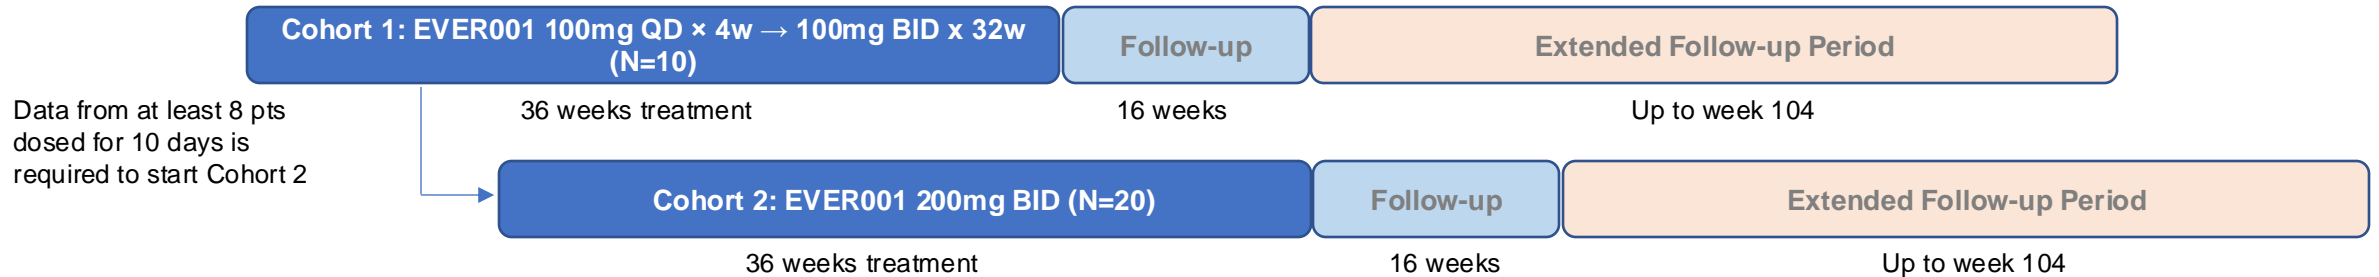 Cohort 1: EVER001 100mg QD × 4w → 100mg BID x 32w
(N=10)
Follow-up
Extended Follow-up Period
Data from at least 8 pts
dosed for 10 days is
required to start Cohort 2
36 weeks treatment
16 weeks
Up to week 104
Cohort 2: EVER001 200mg BID (N=20)
Follow-up
Extended Follow-up Period
36 weeks treatment
16 weeks
Up to week 104